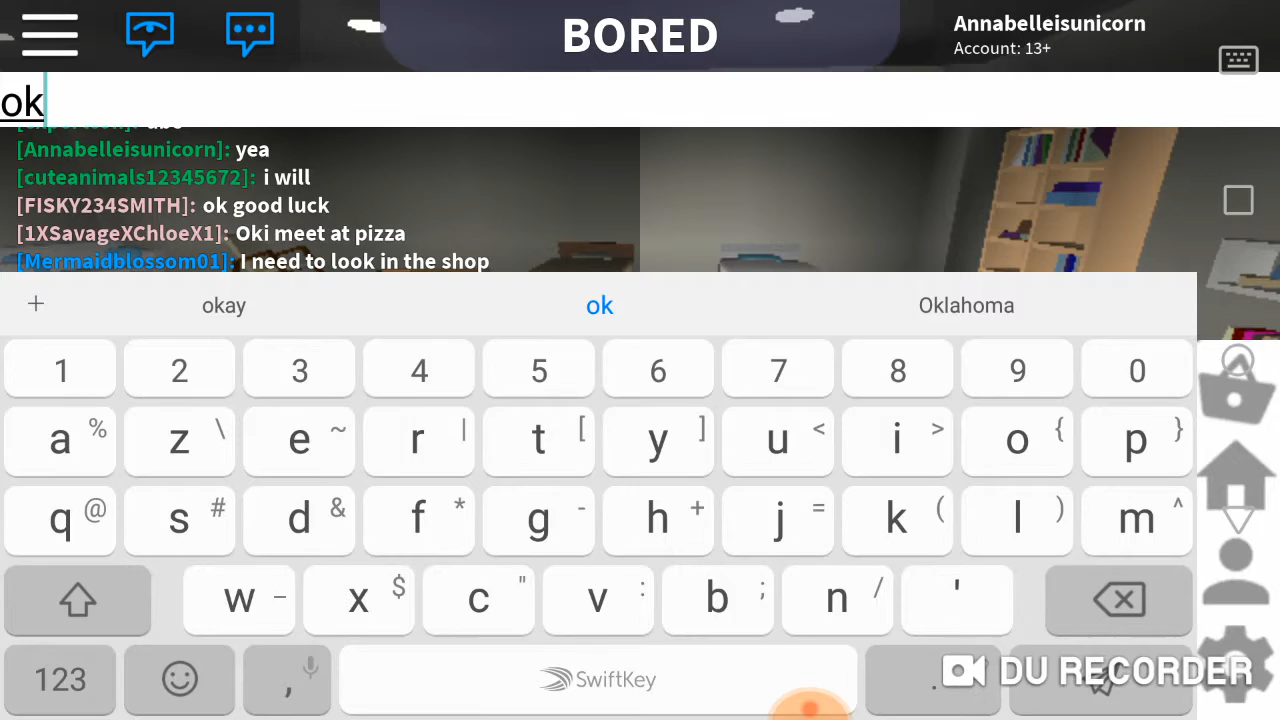 BORED
Annabelleisunicorn
Account: 13+
ok
[Annabelleisunicorn]: yea
[cuteanimals12345672]: i will
[FISKY234SMITH]: ok good luck
[1XSavageXChloeX1]: Oki meet at pizza
[Mermaidblossom01]: I need to look in the shop
+ okay ok Oklahoma
1 2 3 4 5 6 7 8 9 0
a % z \ e ~ r | t [ y ] u < i > o { p }
q @ s # d & f * g - h + j = k ( l ) m ^
w _ x $ c " v : b ; n / '
123 , SwiftKey .
DU RECORDER